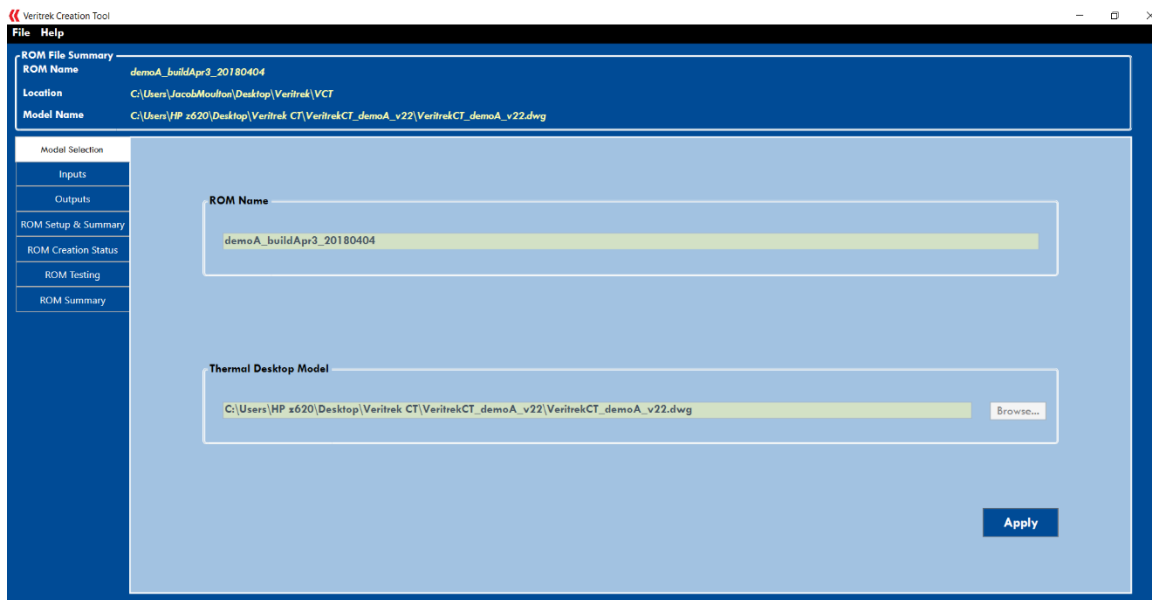 Veritrek Creation Tool
File Help
ROM File Summary
ROM Name demoA_buildApr3_20180404
Location C:\Users\JacobMoulton\Desktop\Veritrek\VCT
Model Name C:\Users\HP z620\Desktop\Veritrek CT\VeritrekCT_demoA_v22\VeritrekCT_demoA_v22.dwg
Model Selection
Inputs
Outputs
ROM Setup & Summary
ROM Creation Status
ROM Testing
ROM Summary
ROM Name
demoA_buildApr3_20180404
Thermal Desktop Model
C:\Users\HP z620\Desktop\Veritrek CT\VeritrekCT_demoA_v22\VeritrekCT_demoA_v22.dwg Browse...
Apply